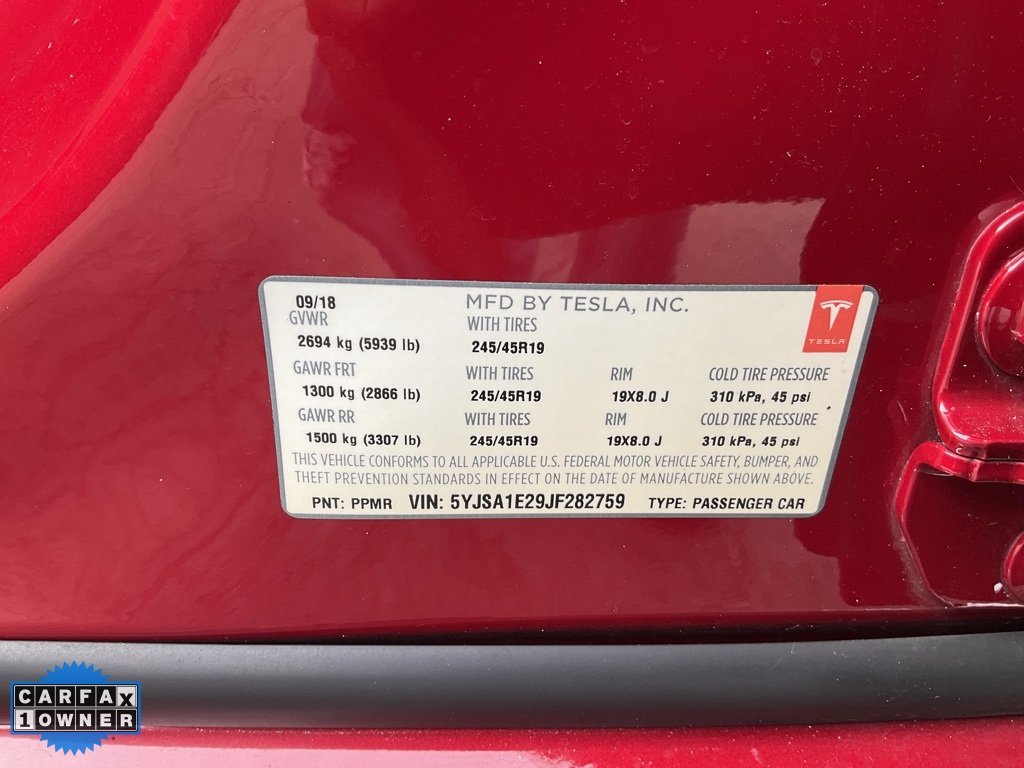 09/18 MFD BY TESLA, INC.
GVWR WITH TIRES
2694 kg (5939 lb) 245/45R19
TESLA
GAWR FRT WITH TIRES RIM COLD TIRE PRESSURE
1300 kg (2866 lb) 245/45R19 19X8.0 J 310 kPa, 45 psi
GAWR RR WITH TIRES RIM COLD TIRE PRESSURE
1500 kg (3307 lb) 245/45R19 19X8.0 J 310 kPa, 45 psi
THIS VEHICLE CONFORMS TO ALL APPLICABLE U.S. FEDERAL MOTOR VEHICLE SAFETY, BUMPER, AND
THEFT PREVENTION STANDARDS IN EFFECT ON THE DATE OF MANUFACTURE SHOWN ABOVE.
PNT: PPMR VIN: 5YJSA1E29JF282759 TYPE: PASSENGER CAR
CARFAX
1 OWNER